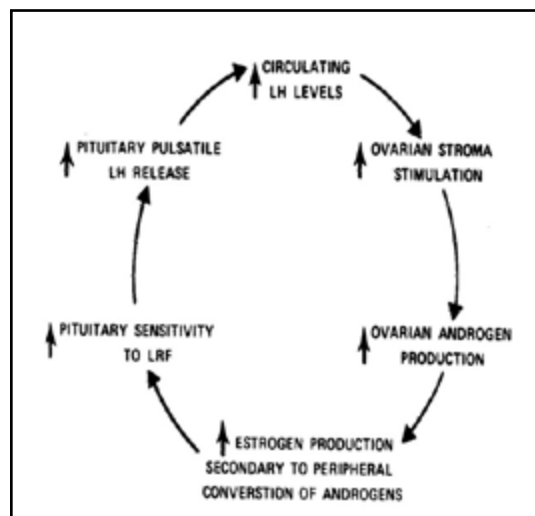 CIRCULATING
LH LEVELS
OVARIAN STROMA
STIMULATION
OVARIAN ANDROGEN
PRODUCTION
ESTROGEN PRODUCTION
SECONDARY TO PERIPHERAL
CONVERSTION OF ANDROGENS
PITUITARY SENSITIVITY
TO LRF
PITUITARY PULSATILE
LH RELEASE